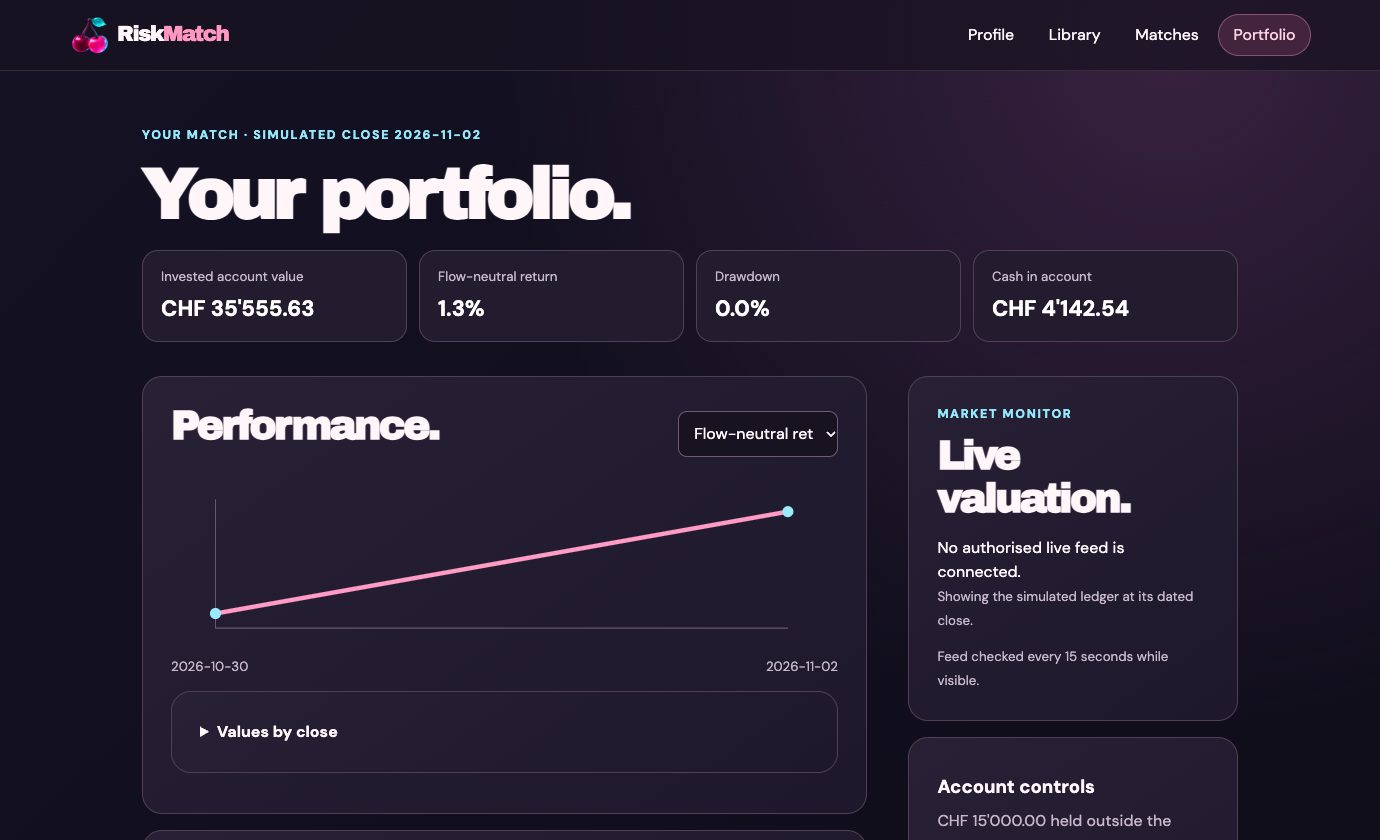 RiskMatch
Profile
Library
Matches
Portfolio
YOUR MATCH · SIMULATED CLOSE 2026-11-02
Your portfolio.
Invested account value
CHF 35'555.63
Flow-neutral return
1.3%
Drawdown
0.0%
Cash in account
CHF 4'142.54
Performance.
Flow-neutral ret
2026-10-30
2026-11-02
Values by close
MARKET MONITOR
Live
valuation.
No authorised live feed is
connected.
Showing the simulated ledger at its dated
close.
Feed checked every 15 seconds while
visible.
Account controls
CHF 15'000.00 held outside the